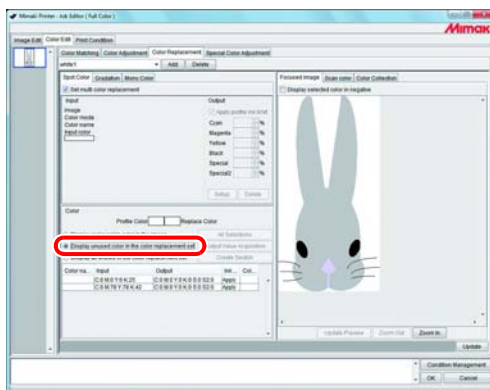 Mimaki Printer - Job Editor ( Full Color )
Mimaki
Image Edit Color Edit Print Condition
Color Matching Color Adjustment Color Replacement Special Color Adjustment
white1 Add Delete
Spot Color Gradation Mono Color
Set multi color replacement
Input
Image
Color mode
Color name
Input color
Output
Apply profile ink limit
Cyan %
Magenta %
Yellow %
Black %
Special %
Special2 %
Setup Delete
Color
Profile Color Replace Color
All Selections
Display unused color in the color replacement set
Output Value Acquisition
Create Swatch
Color na... Input Output Col...
Apply
Apply
Focused Image Scan color Color Collection
Display selected color in negative
Update Preview Zoom Out Zoom In
Update
Condition Management
OK Cancel